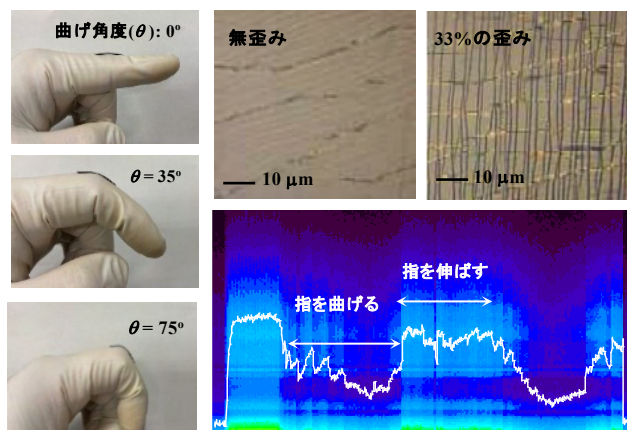 曲げ角度(θ): 0º
θ = 35º
θ = 75º
無歪み
10 μm
33%の歪み
10 μm
指を伸ばす
指を曲げる